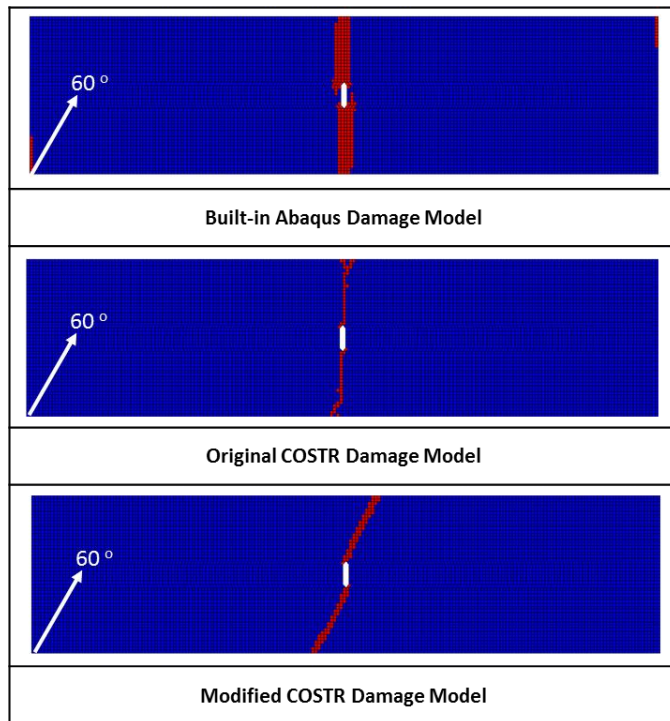 60 º
Built-in Abaqus Damage Model
60 º
Original COSTR Damage Model
60 º
Modified COSTR Damage Model